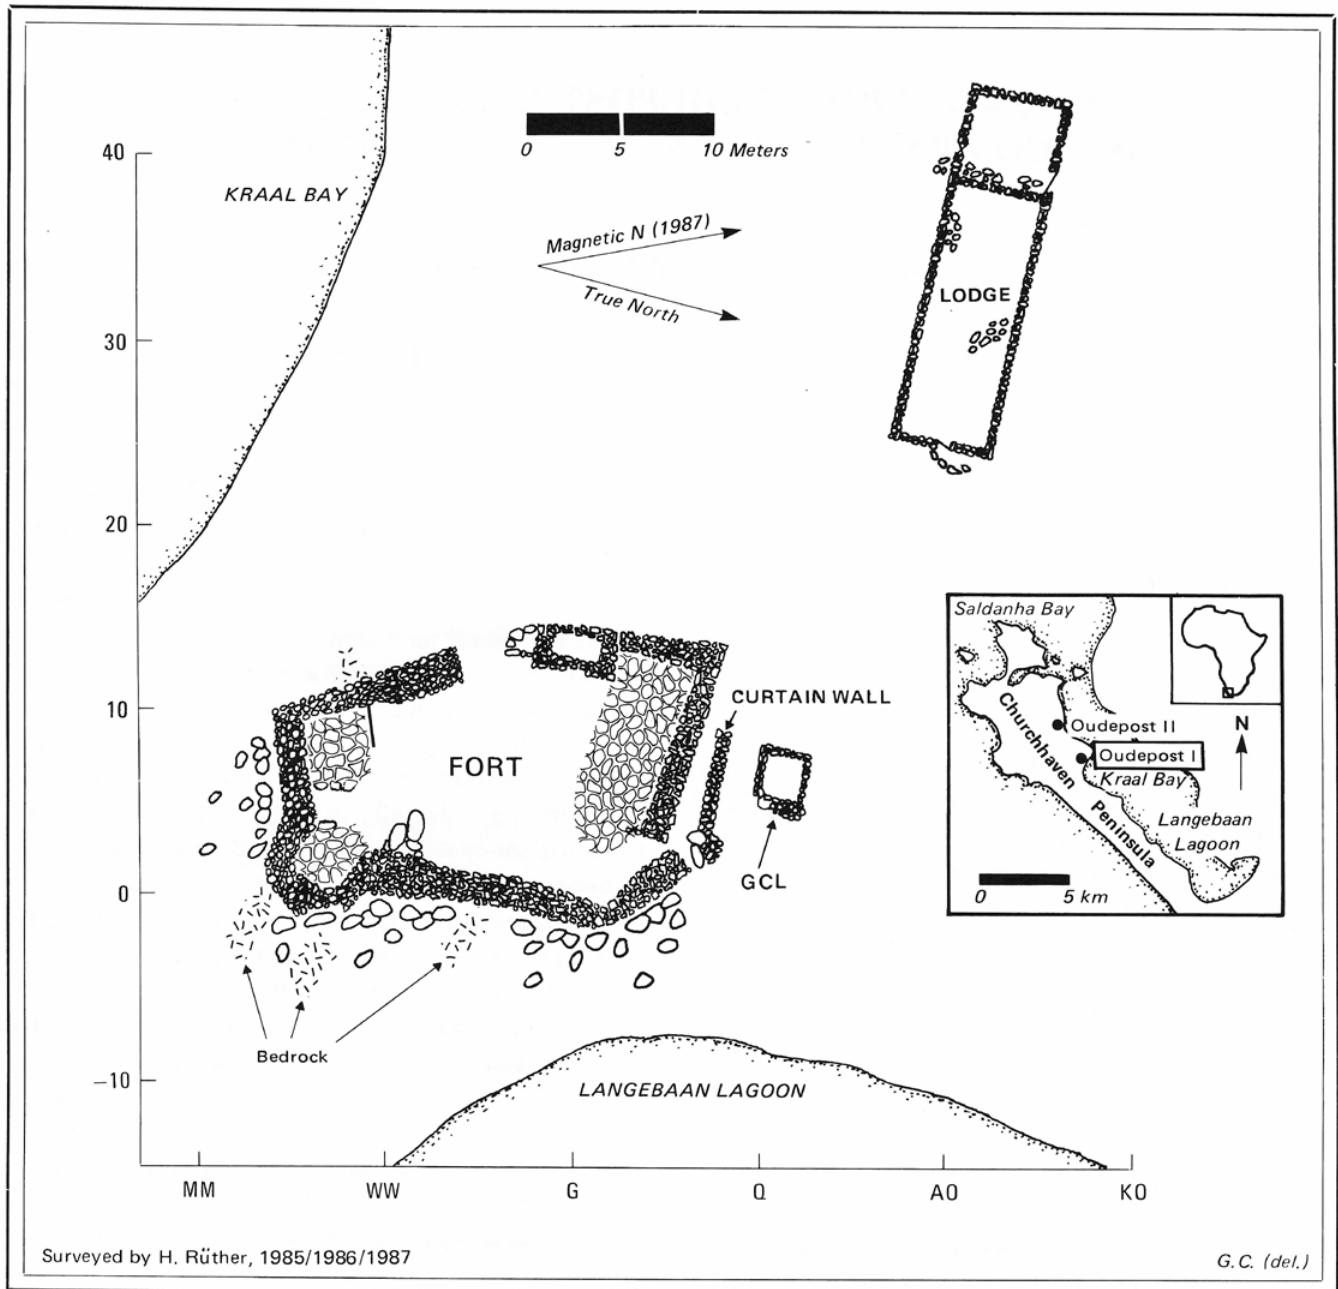 0 5 10 Meters
40
KRAAL BAY
Magnetic N (1987)
True North
30
LODGE
20
10
CURTAIN WALL
FORT
GCL
0
Bedrock
-10
LANGEBAAN LAGOON
MM WW G Q AO KO
Saldanha Bay
Churchhaven Peninsula
Oudepost II
N
Oudepost I
Kraal Bay
Langebaan
Lagoon
0 5 km
Surveyed by H. Rüther, 1985/1986/1987
G.C. (del.)